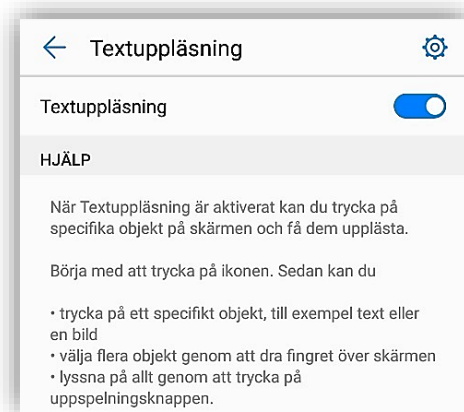 Textuppläsning
Textuppläsning
HJÄLP
När Textuppläsning är aktiverat kan du trycka på
specifika objekt på skärmen och få dem upplästa.
Börja med att trycka på ikonen. Sedan kan du
• trycka på ett specifikt objekt, till exempel text eller
en bild
• välja flera objekt genom att dra fingret över skärmen
• lyssna på allt genom att trycka på
uppspelningsknappen.